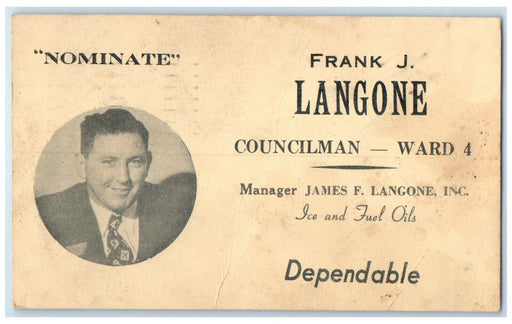 "NOMINATE"
FRANK J.
LANGONE
COUNCILMAN — WARD 4
Manager JAMES F. LANGONE, INC.
Ice and Fuel Oils
Dependable